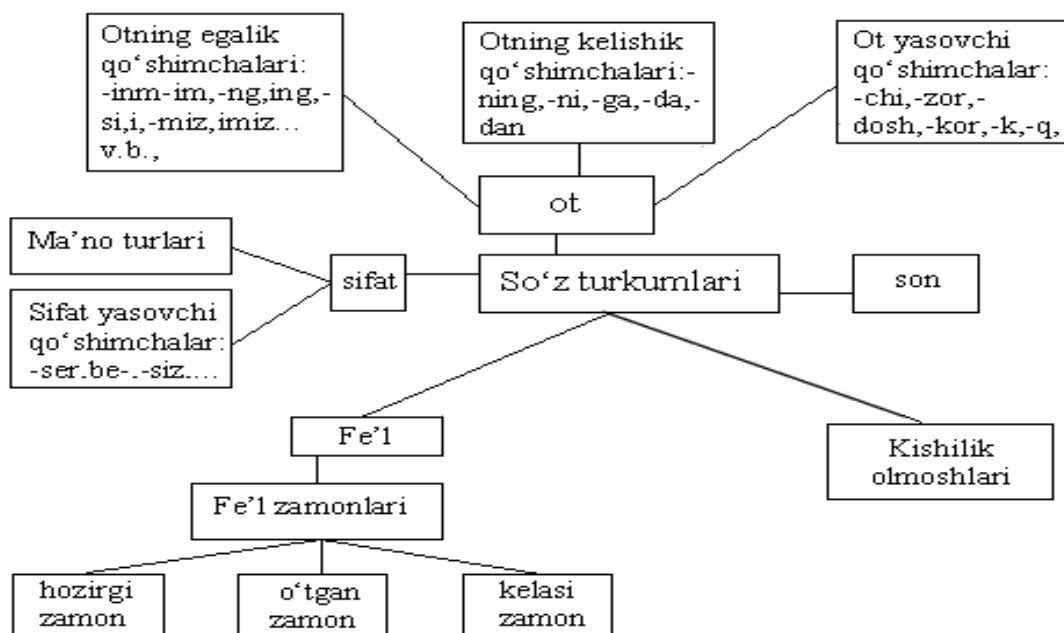 Otning egalik
qo‘shimchalari:
-inm-im,-ng,ing,-
si,i,-miz,imiz...
v.b.,
Otning kelishik
qo‘shimchalari:-
ning,-ni,-ga,-da,-
dan
Ot yasovchi
qo‘shimchalar:
-chi,-zor,-
dosh,-kor,-k,-q,
ot
Ma’no turlari
sifat
So‘z turkumlari
son
Sifat yasovchi
qo‘shimchalar:
-ser.be-.-siz....
Fe’l
Kishilik
olmoshlari
Fe’l zamonlari
hozirgi
zamon
o‘tgan
zamon
kelasi
zamon